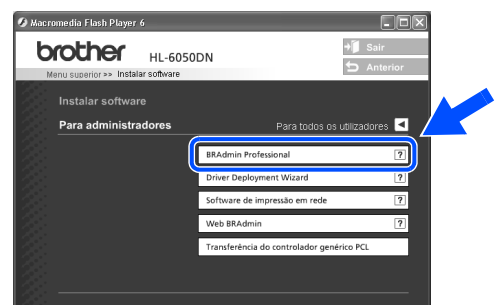 Macromedia Flash Player 6
brother HL-6050DN
Sair
Anterior
Menu superior >> Instalar software
Instalar software
Para administradores
Para todos os utilizadores
BRAdmin Professional ?
Driver Deployment Wizard ?
Software de impressão em rede ?
Web BRAdmin ?
Transferência do controlador genérico PCL